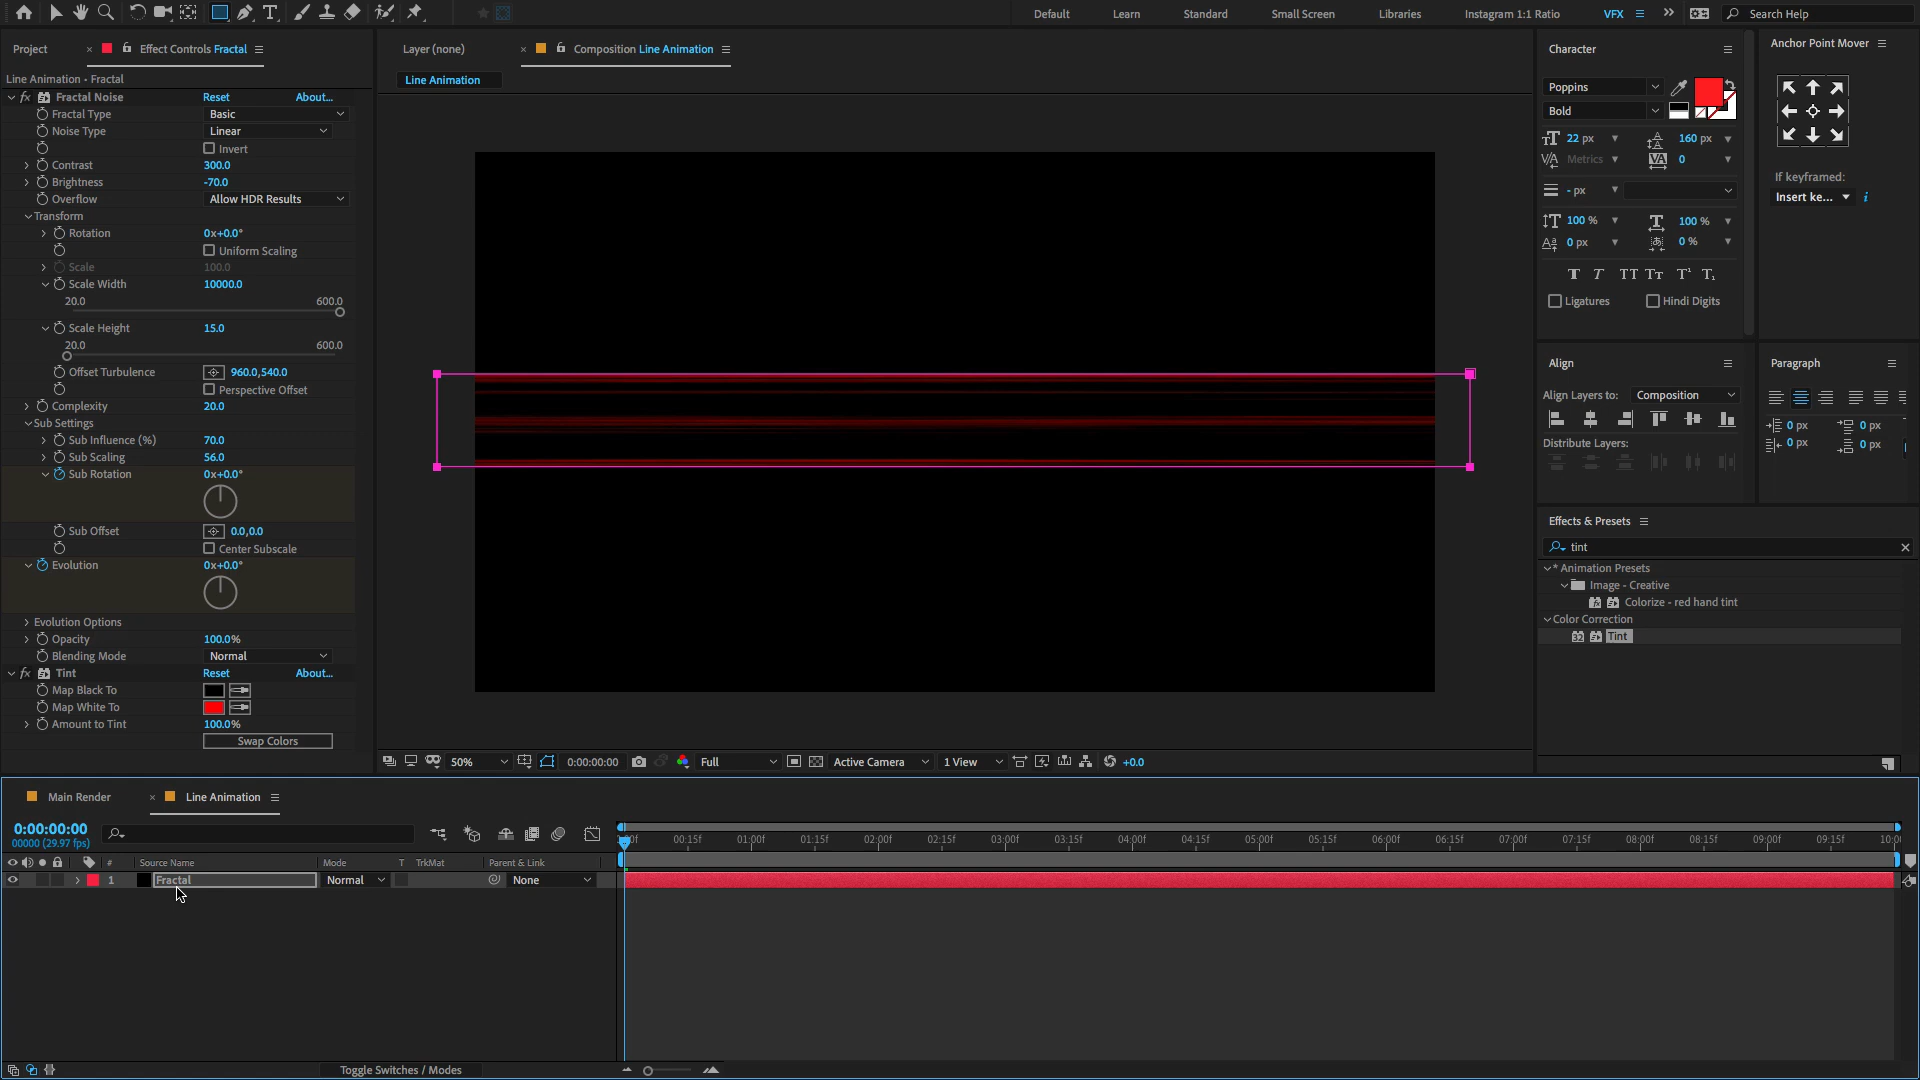 Default
Learn
Standard
Small Screen
Libraries
Instagram 1:1 Ratio
VFX
Search Help
Project
Effect Controls Fractal
Layer (none)
Composition Line Animation
Character
Anchor Point Mover
Line Animation • Fractal
Line Animation
Fractal Noise Reset About...
Fractal Type Basic
Noise Type Linear
Invert
Contrast 300.0
Brightness -70.0
Overflow Allow HDR Results
Transform
Rotation 0x+0.0°
Uniform Scaling
Scale 100.0
Scale Width 10000.0
20.0 600.0
Scale Height 15.0
20.0 600.0
Offset Turbulence 960.0,540.0
Perspective Offset
Complexity 20.0
Sub Settings
Sub Influence (%) 70.0
Sub Scaling 56.0
Sub Rotation 0x+0.0°
Sub Offset 0.0,0.0
Center Subscale
Evolution 0x+0.0°
Evolution Options
Opacity 100.0%
Blending Mode Normal
Tint Reset About...
Map Black To
Map White To
Amount to Tint 100.0%
Swap Colors
50%
0:00:00:00
Full
Active Camera
1 View
+0.0
Poppins
Bold
22 px 160 px
Metrics 0
- px
100 % 100 %
0 px 0 %
Ligatures
Hindi Digits
If keyframed:
Insert ke...
Align
Align Layers to: Composition
Distribute Layers:
Paragraph
0 px 0 px
0 px 0 px
Effects & Presets
tint
* Animation Presets
Image - Creative
Colorize - red hand tint
Color Correction
32 Tint
Main Render
Line Animation
0:00:00:00
00000 (29.97 fps)
00:15f 01:00f 01:15f 02:00f 02:15f 03:00f 03:15f 04:00f 04:15f 05:00f 05:15f 06:00f 06:15f 07:00f 07:15f 08:00f 08:15f 09:00f 09:15f
# Source Name Mode T TrkMat Parent & Link
1 Fractal Normal None
Toggle Switches / Modes